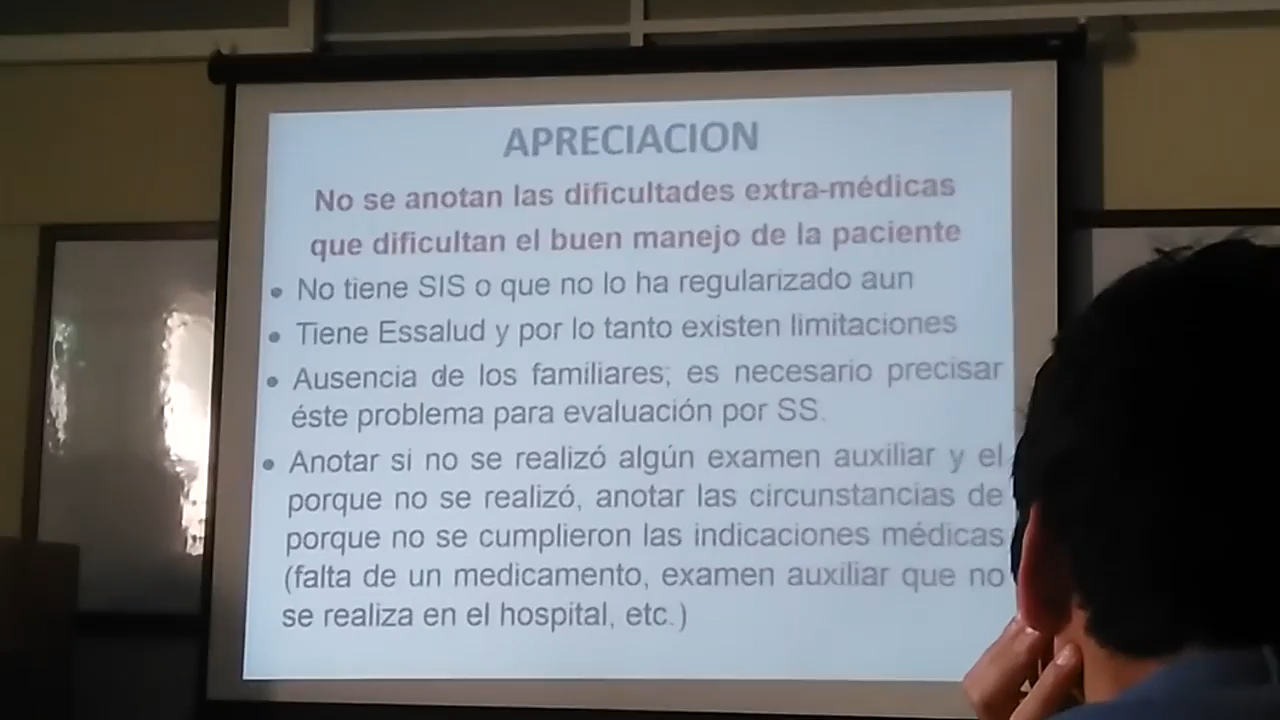 APRECIACION
No se anotan las dificultades extra-médicas
que dificultan el buen manejo de la paciente
• No tiene SIS o que no lo ha regularizado aun
• Tiene Essalud y por lo tanto existen limitaciones
• Ausencia de los familiares; es necesario precisar
éste problema para evaluación por SS.
• Anotar si no se realizó algún examen auxiliar y el
porque no se realizó, anotar las circunstancias de
porque no se cumplieron las indicaciones médicas
(falta de un medicamento, examen auxiliar que no
se realiza en el hospital, etc.)